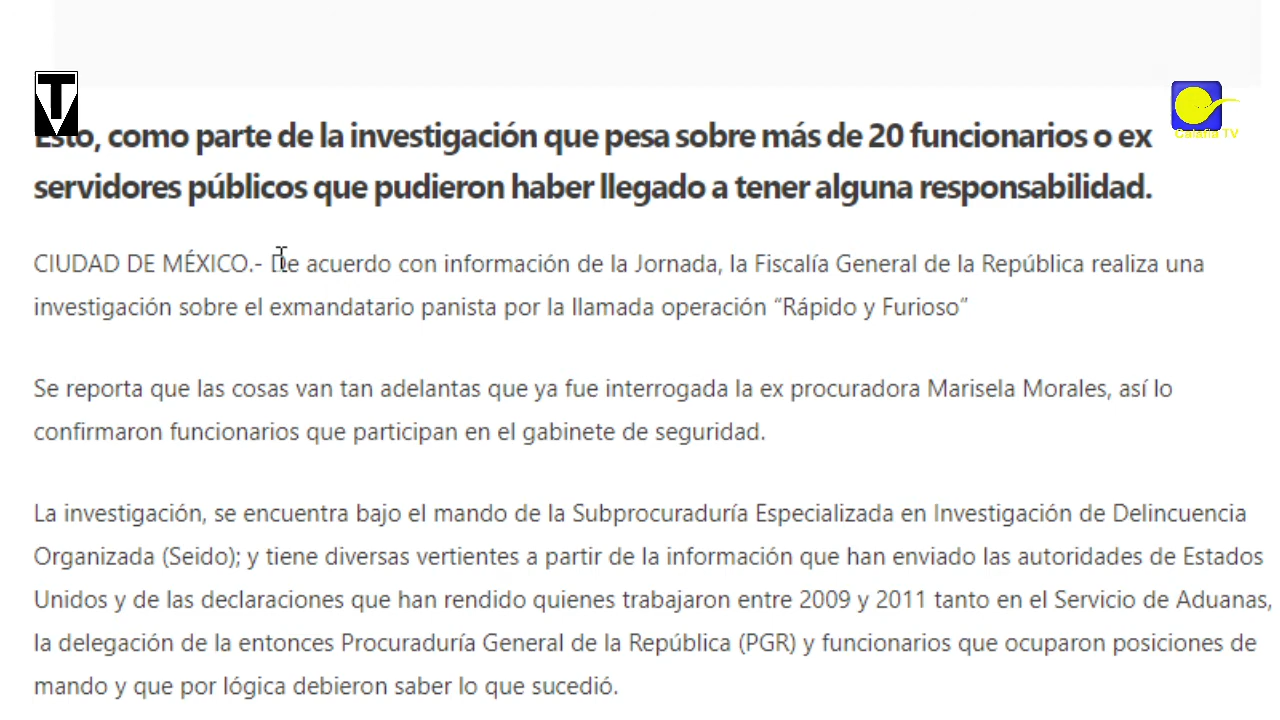 Esto, como parte de la investigación que pesa sobre más de 20 funcionarios o ex
servidores públicos que pudieron haber llegado a tener alguna responsabilidad.
CIUDAD DE MÉXICO.- De acuerdo con información de la Jornada, la Fiscalía General de la República realiza una
investigación sobre el exmandatario panista por la llamada operación “Rápido y Furioso”
Se reporta que las cosas van tan adelantas que ya fue interrogada la ex procuradora Marisela Morales, así lo
confirmaron funcionarios que participan en el gabinete de seguridad.
La investigación, se encuentra bajo el mando de la Subprocuraduría Especializada en Investigación de Delincuencia
Organizada (Seido); y tiene diversas vertientes a partir de la información que han enviado las autoridades de Estados
Unidos y de las declaraciones que han rendido quienes trabajaron entre 2009 y 2011 tanto en el Servicio de Aduanas,
la delegación de la entonces Procuraduría General de la República (PGR) y funcionarios que ocuparon posiciones de
mando y que por lógica debieron saber lo que sucedió.
TV
Calafia TV